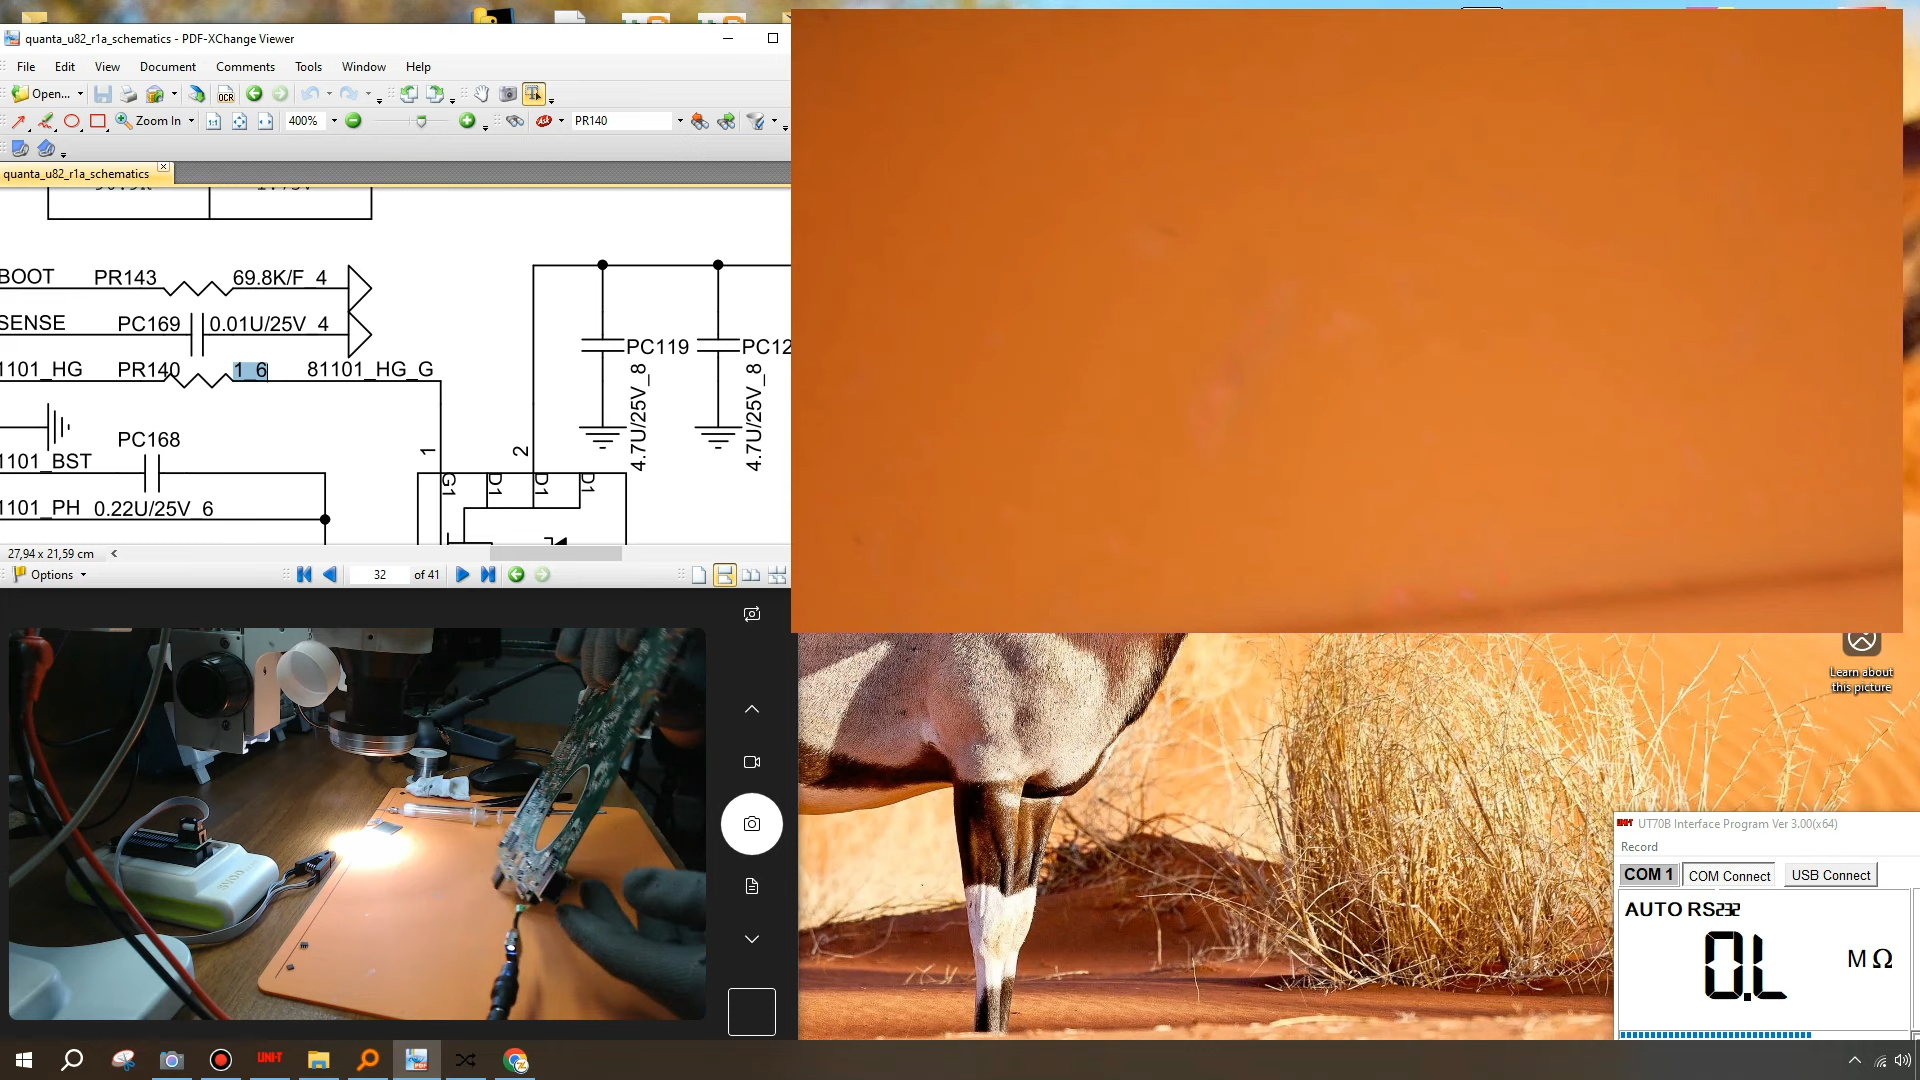 quanta_u82_r1a_schematics - PDF-XChange Viewer
File Edit View Document Comments Tools Window Help
Open...
OCR
Zoom In
400%
PR140
quanta_u82_r1a_schematics
BOOT PR143 69.8K/F_4
SENSE PC169 0.01U/25V_4
1101_HG PR140 1_6 81101_HG_G
PC119
PC12
4.7U/25V_8
4.7U/25V_8
PC168
1 2
1101_BST
G1 D1 D1 D1
1101_PH 0.22U/25V_6
27,94 x 21,59 cm
Options
32 of 41
Learn about
this picture
UNI-T UT70B Interface Program Ver 3.00(x64)
Record
COM 1 COM Connect USB Connect
AUTO RS232
0.L MΩ
UNI-T
PDF